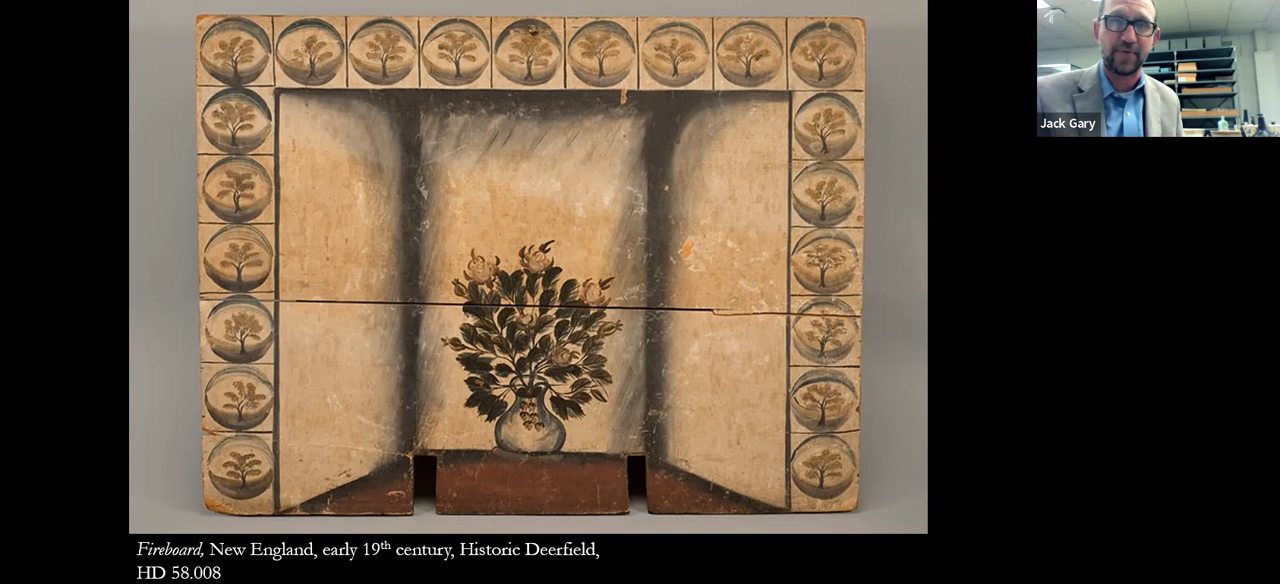 Jack Gary
Fireboard, New England, early 19th century, Historic Deerfield,
HD 58.008